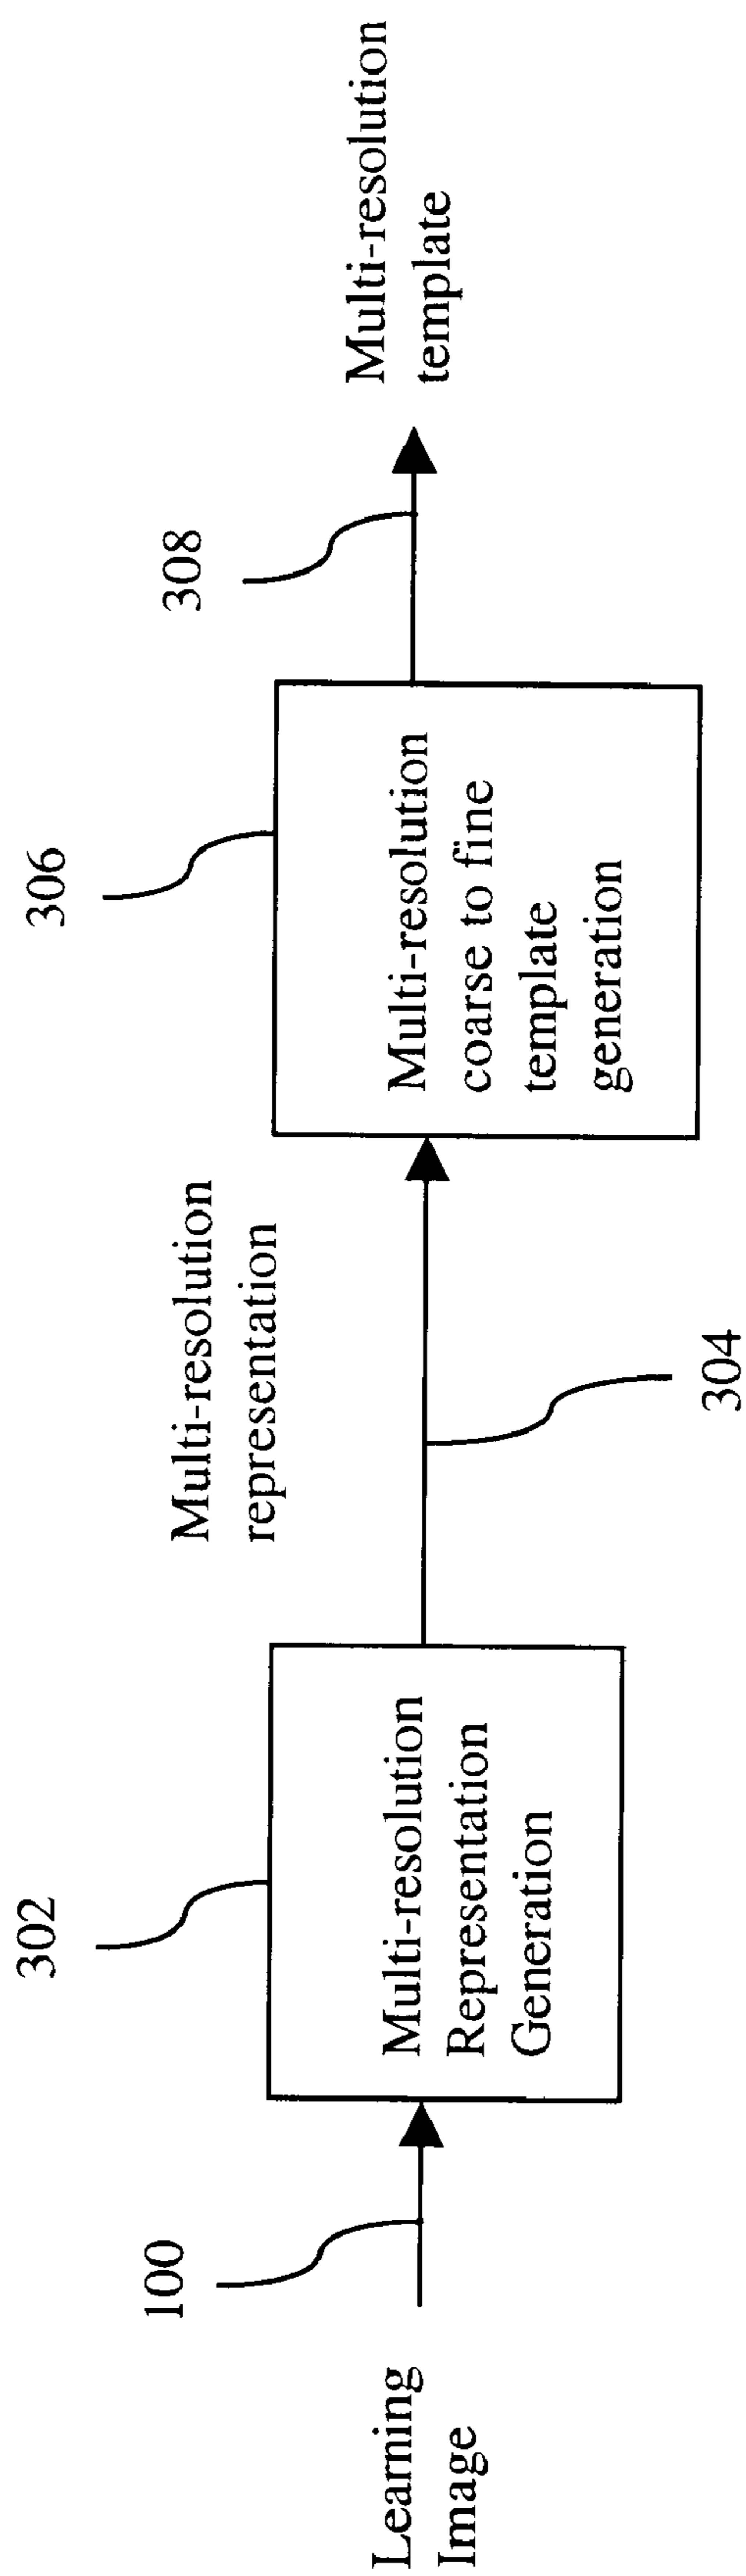 Learning
Image
100
302
Multi-resolution
Representation
Generation
Multi-resolution
representation
304
306
Multi-resolution
coarse to fine
template
generation
308
Multi-resolution
template